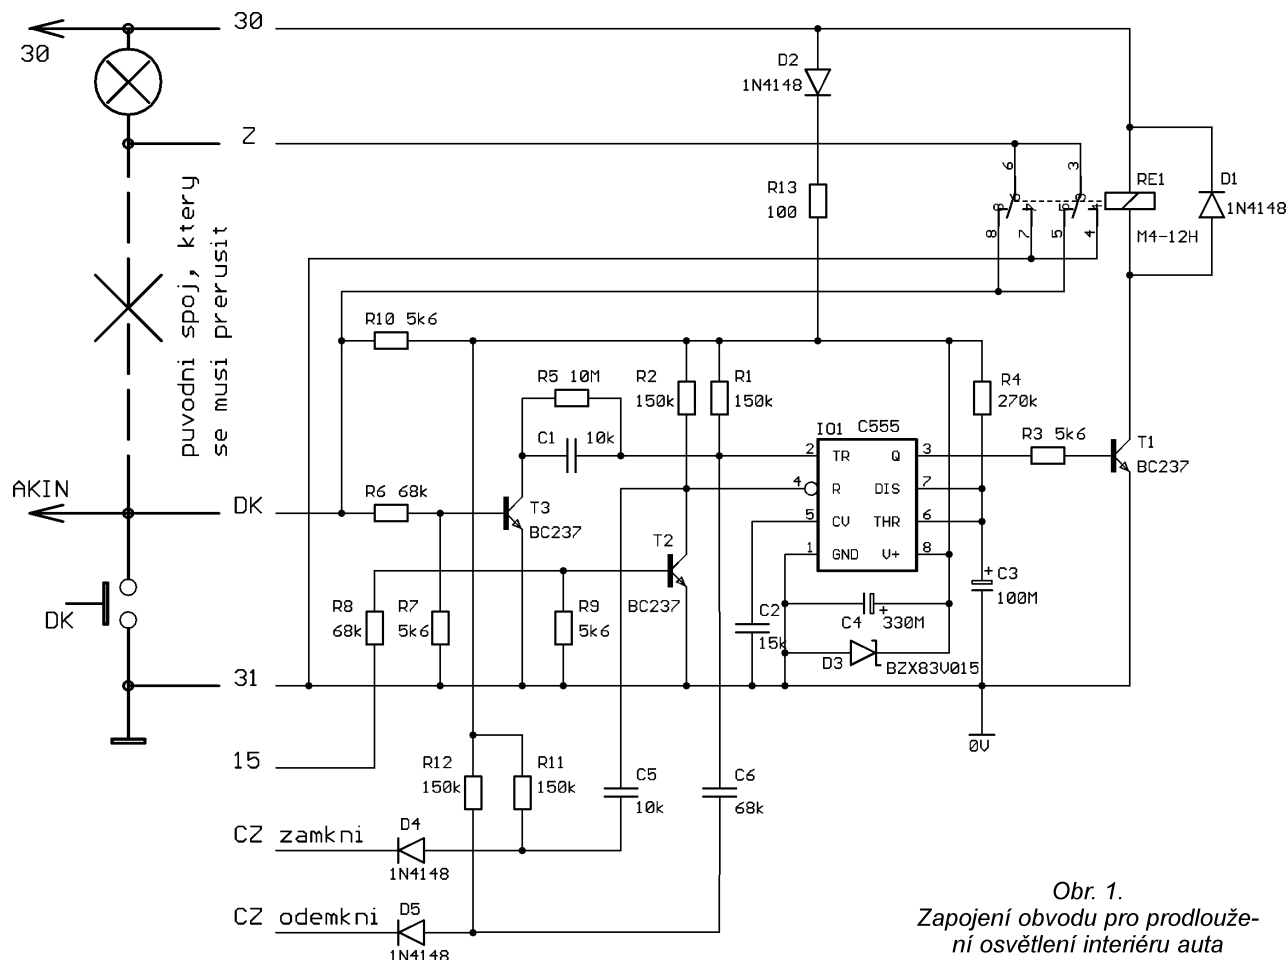 30
30
Z
puvodni spoj, ktery
se musi prerusit
AKIN
DK
DK
31
15
CZ zamkni
CZ odemkni
D2
1N4148
R13
100
6
3
8
7
5
4
RE1
M4-12H
D1
1N4148
R10 5k6
R5 10M
C1
10k
R2
150k
R1
150k
R4
270k
IO1
C555
2
TR
Q
3
4
R
DIS
7
5
CV
THR
6
1
GND
V+
8
R3 5k6
T1
BC237
R6 68k
T3
BC237
T2
BC237
R8
68k
R7
5k6
R9
5k6
C2
15k
C4
+
330M
D3
BZX83V015
+
C3
100M
0V
R12
150k
R11
150k
C5
10k
C6
68k
D4
1N4148
D5
1N4148
Obr. 1.
Zapojení obvodu pro prodlouže-
ní osvětlení interiéru auta